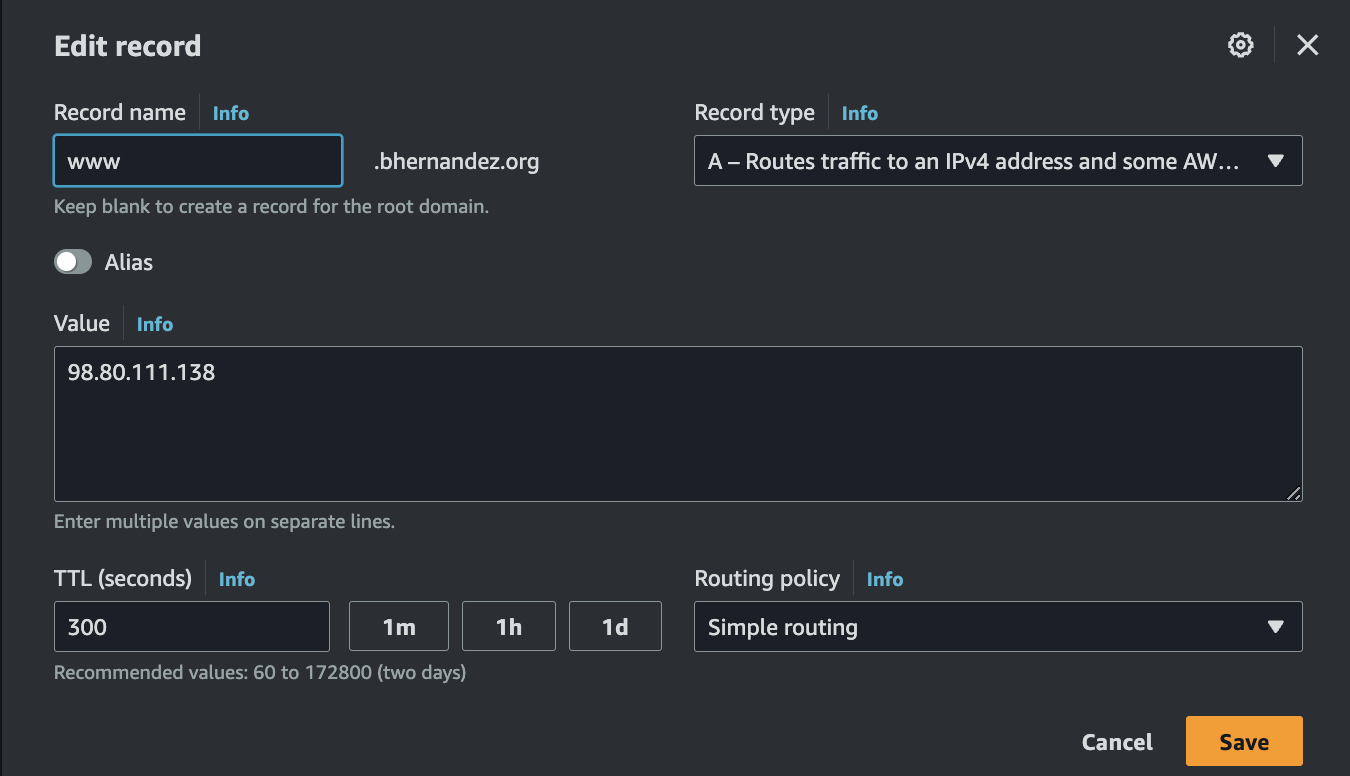 Edit record
Record name Info
www .bhernandez.org
Keep blank to create a record for the root domain.
Record type Info
A – Routes traffic to an IPv4 address and some AW...
Alias
Value Info
98.80.111.138
Enter multiple values on separate lines.
TTL (seconds) Info
300 1m 1h 1d
Recommended values: 60 to 172800 (two days)
Routing policy Info
Simple routing
Cancel Save